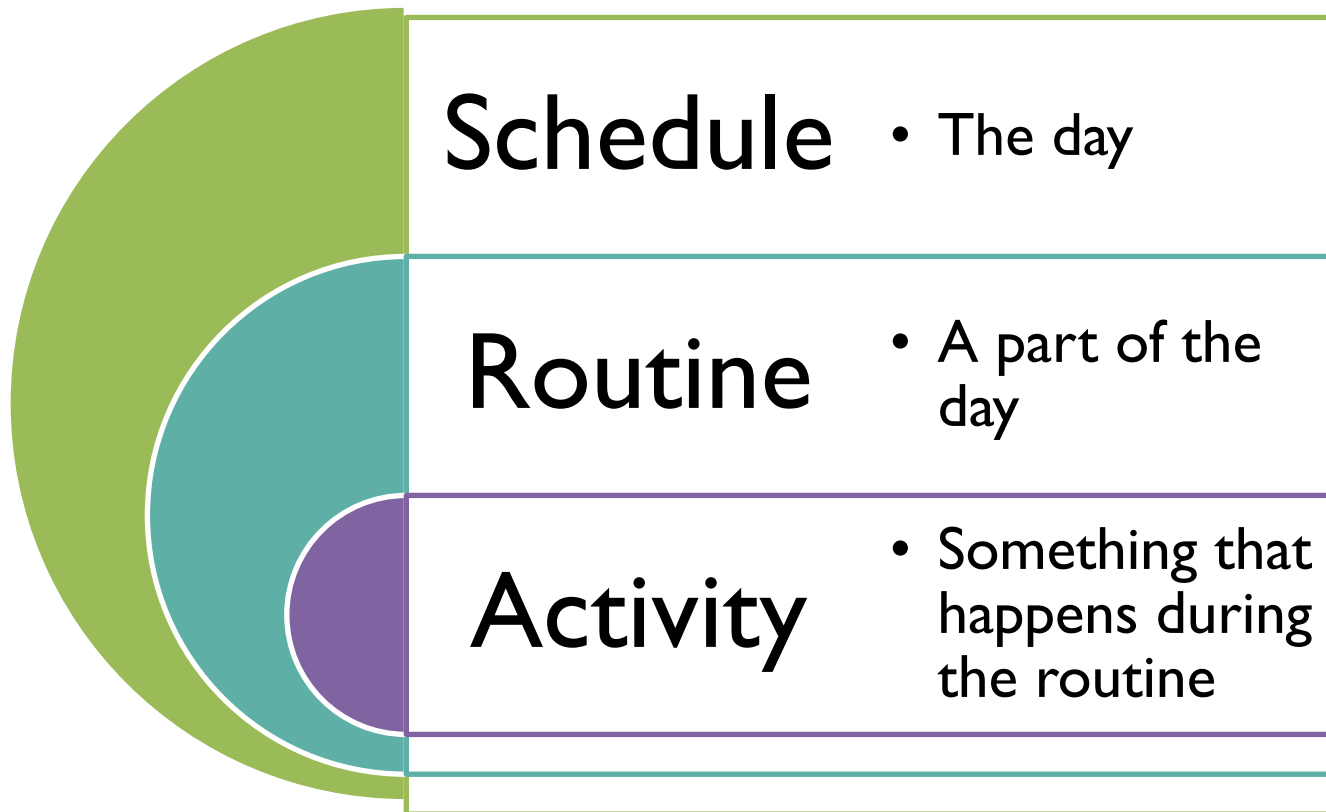 Schedule
• The day
Routine
• A part of the
day
Activity
• Something that
happens during
the routine